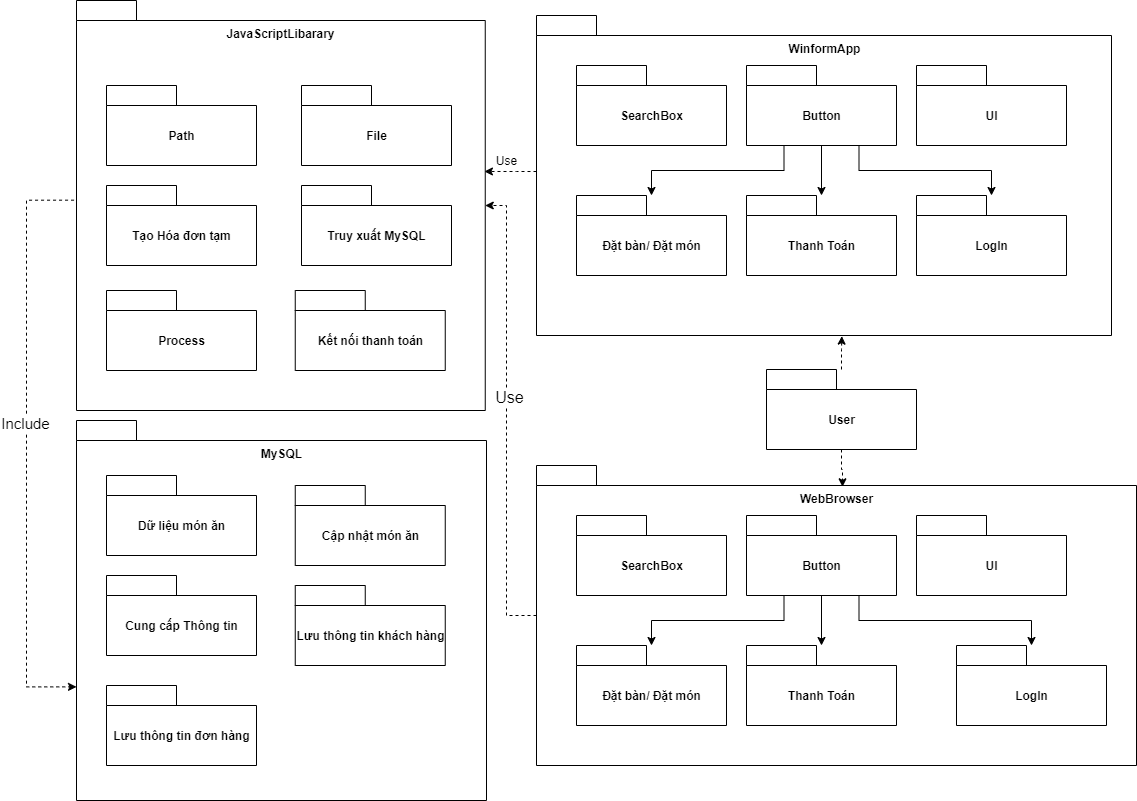 JavaScriptLibarary
Path
File
Tạo Hóa đơn tạm
Truy xuất MySQL
Process
Kết nối thanh toán
Include
Use
Use
WinformApp
SearchBox
Button
UI
Đặt bàn/ Đặt món
Thanh Toán
LogIn
User
MySQL
Dữ liệu món ăn
Cập nhật món ăn
Cung cấp Thông tin
Lưu thông tin khách hàng
Lưu thông tin đơn hàng
WebBrowser
SearchBox
Button
UI
Đặt bàn/ Đặt món
Thanh Toán
LogIn